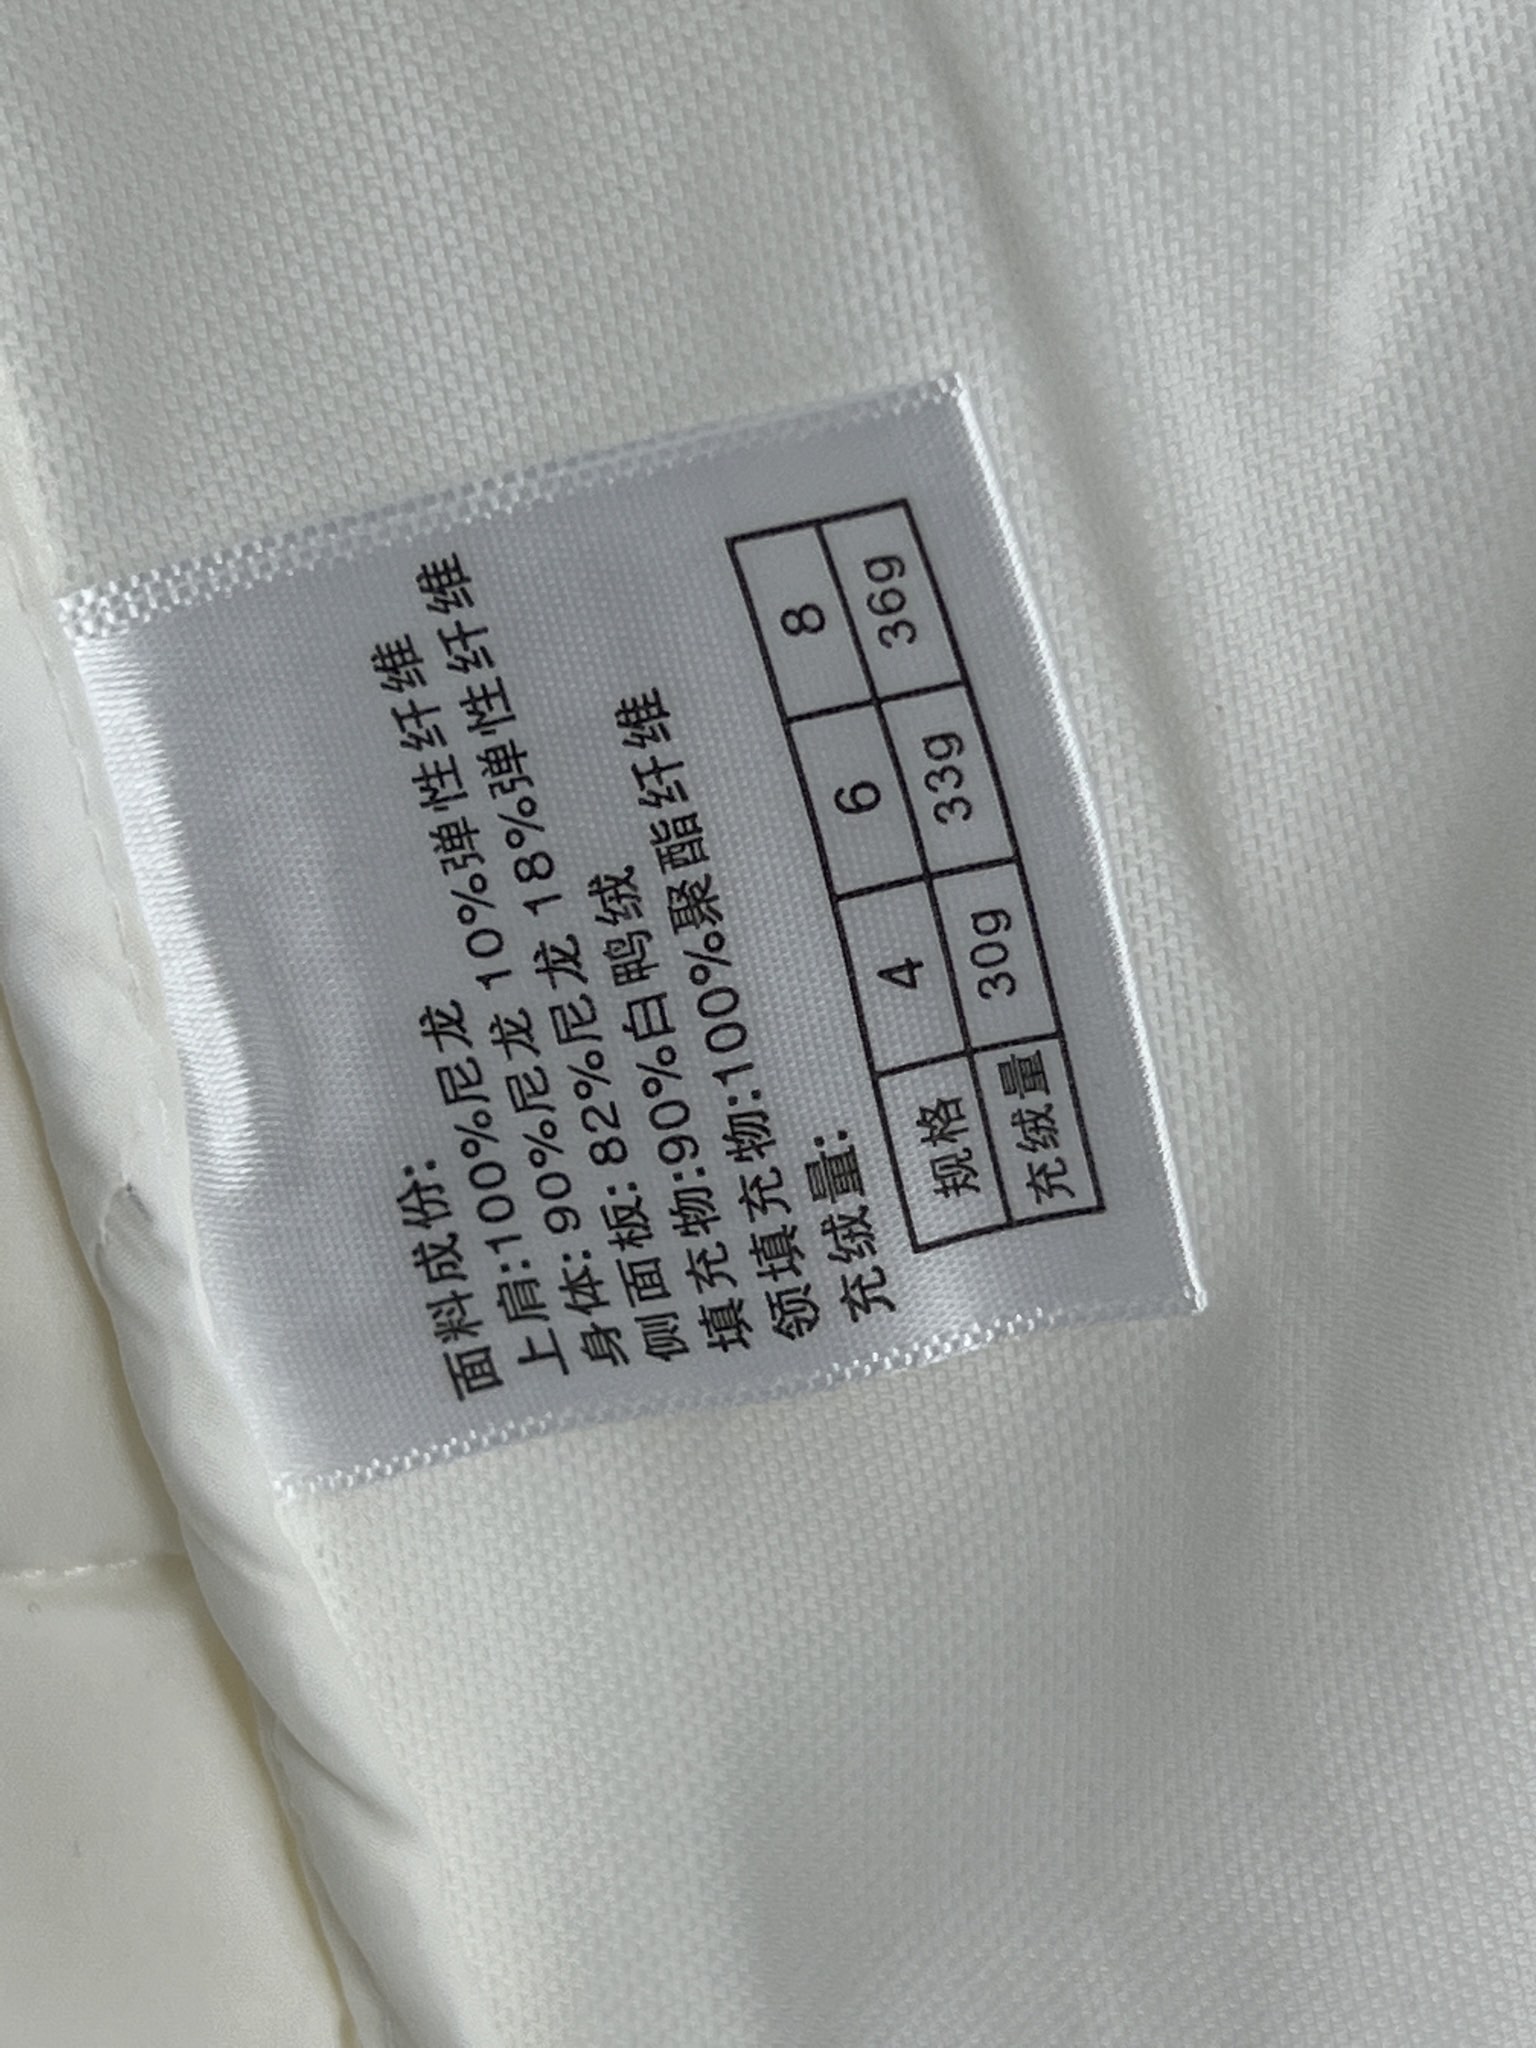 面料成份:
上肩:100%尼龙
身体:90%尼龙 10%弹性纤维
侧面板:82%尼龙 18%弹性纤维
填充物:90%白鸭绒
领填充物:100%聚酯纤维
充绒量:
规格 4 6 8
充绒量 30g 33g 36g